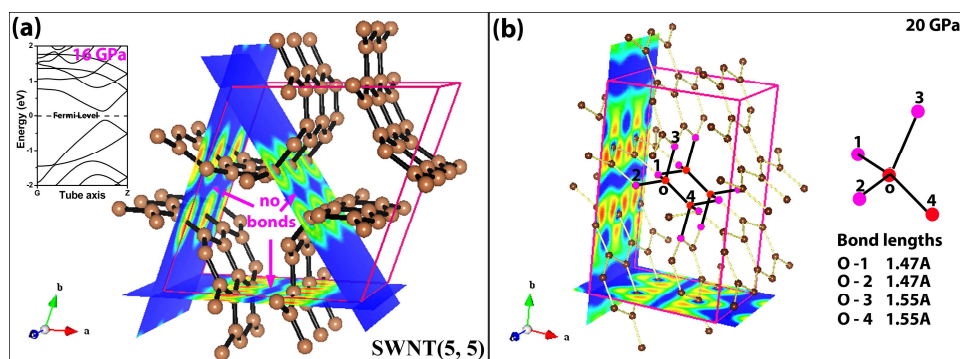 (a)
16 GPa
2
1
0
-1
-2
Energy (eV)
Fermi Level
G
Z
Tube axis
no
bonds
b
a
c
SWNT(5, 5)
(b)
20 GPa
3
1
2
o
4
3
1
2
o
4
Bond lengths
O - 1 1.47A
O - 2 1.47A
O - 3 1.55A
O - 4 1.55A
b
a
c